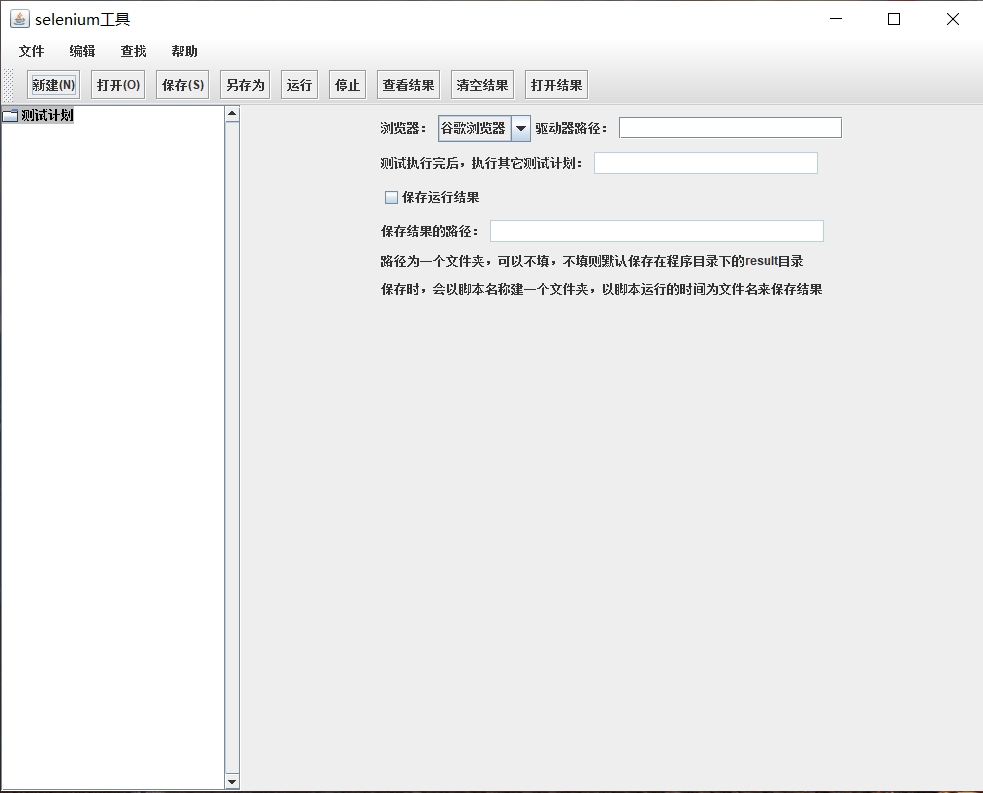 selenium工具
文件 编辑 查找 帮助
新建(N) 打开(O) 保存(S) 另存为 运行 停止 查看结果 清空结果 打开结果
测试计划
浏览器： 谷歌浏览器 驱动器路径：
测试执行完后，执行其它测试计划：
保存运行结果
保存结果的路径：
路径为一个文件夹，可以不填，不填则默认保存在程序目录下的result目录
保存时，会以脚本名称建一个文件夹，以脚本运行的时间为文件名来保存结果